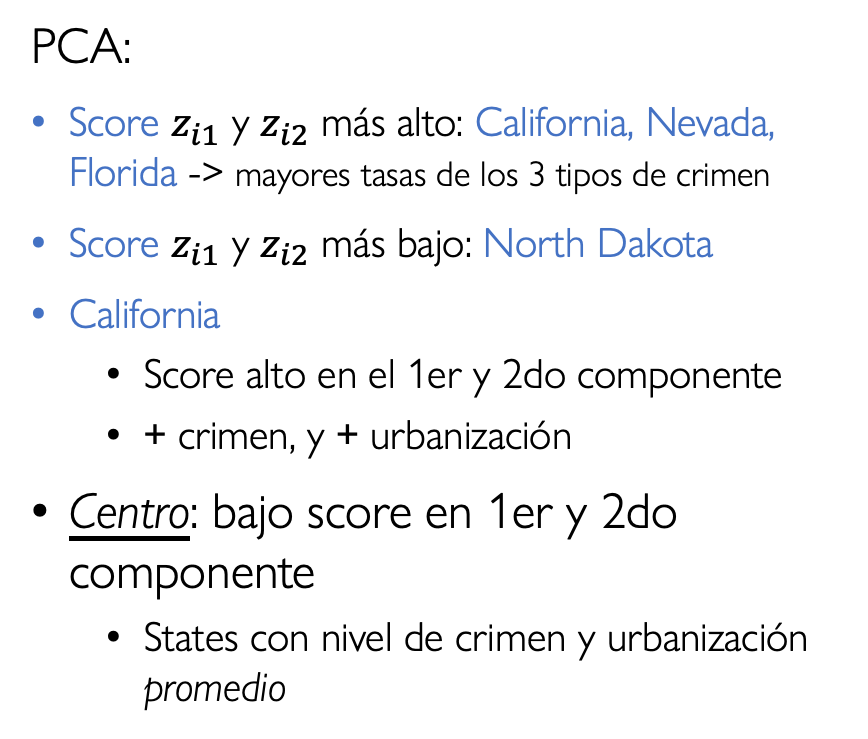 PCA:
• Score z_{i1} y z_{i2} más alto: California, Nevada,
Florida -> mayores tasas de los 3 tipos de crimen
• Score z_{i1} y z_{i2} más bajo: North Dakota
• California
• Score alto en el 1er y 2do componente
• + crimen, y + urbanización
• Centro: bajo score en 1er y 2do
componente
• States con nivel de crimen y urbanización
promedio